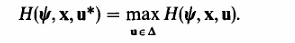 H(ψ, x, u*) = max H(ψ, x, u).
u ∈ Δ